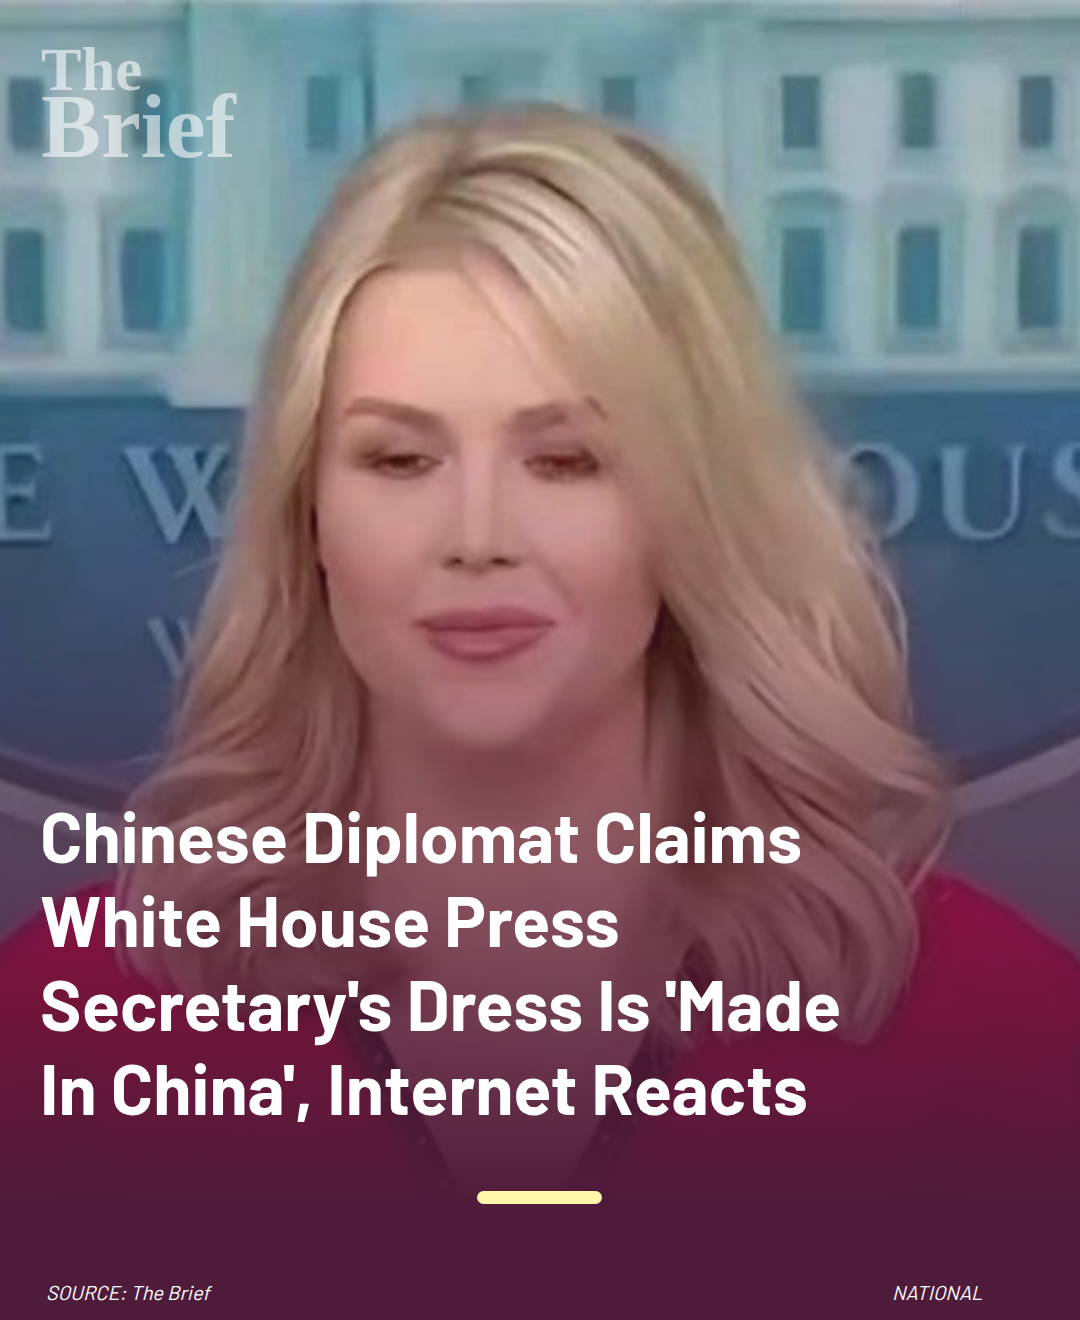 The
Brief
E W OUS
W
Chinese Diplomat Claims
White House Press
Secretary's Dress Is 'Made
In China', Internet Reacts
SOURCE: The Brief
NATIONAL